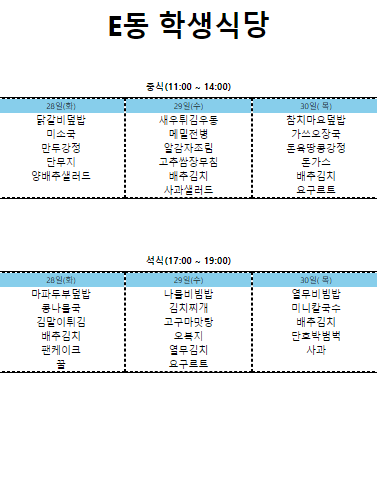 E동 학생식당
중식(11:00 ~ 14:00)
28일(화) 29일(수) 30일( 목)
닭갈비덮밥 새우튀김우동 참치마요덮밥
미소국 메밀전병 가쓰오장국
만두강정 알감자조림 돈육땅콩강정
단무지 고추쌈장무침 돈가스
양배추샐러드 배추김치 배추김치
사과샐러드 요구르트
석식(17:00 ~ 19:00)
28일(화) 29일(수) 30일( 목)
마파두부덮밥 나물비빔밥 열무비빔밥
콩나물국 김치찌개 미니칼국수
김말이튀김 고구마맛탕 배추김치
배추김치 오복지 단호박범벅
팬케이크 열무김치 사과
꿀 요구르트